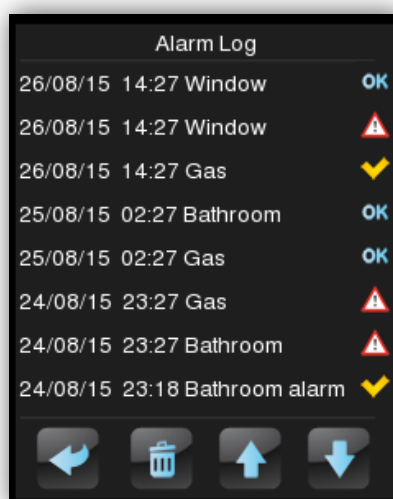 Alarm Log
26/08/15 14:27 Window OK
26/08/15 14:27 Window
26/08/15 14:27 Gas
25/08/15 02:27 Bathroom OK
25/08/15 02:27 Gas OK
24/08/15 23:27 Gas
24/08/15 23:27 Bathroom
24/08/15 23:18 Bathroom alarm